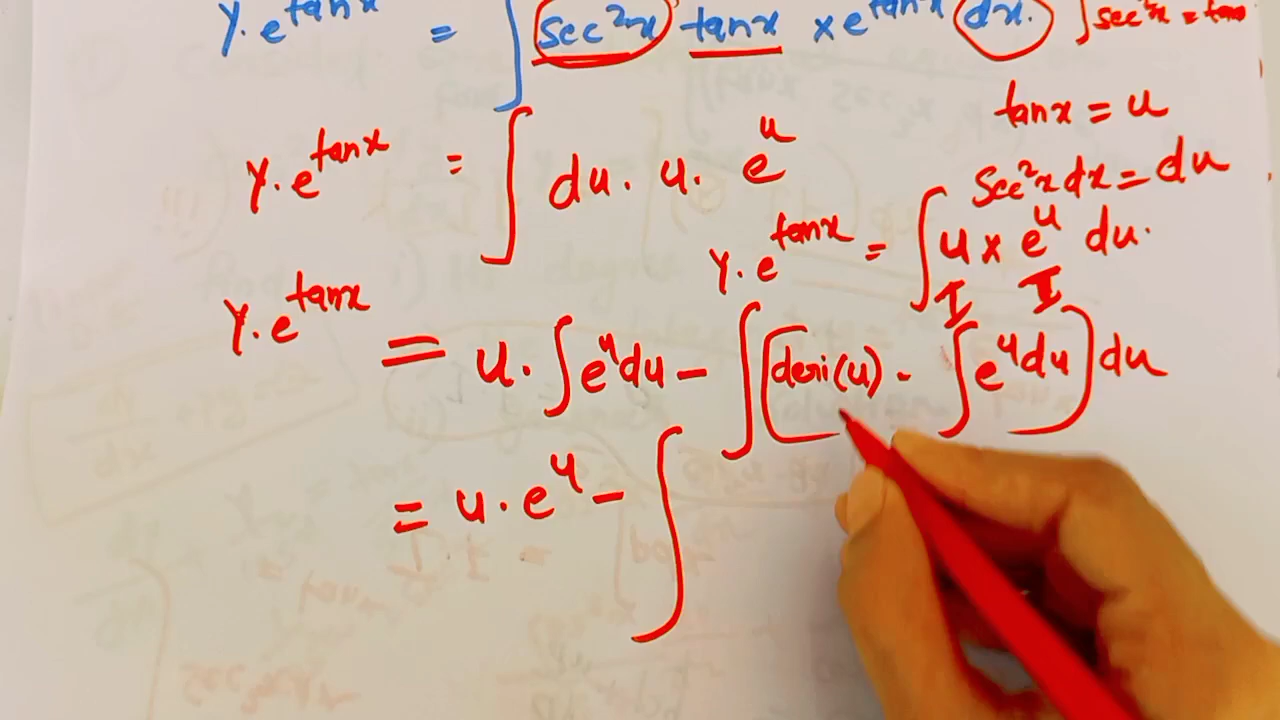 y·e^tanx = ∫ sec²x tanx × e^tanx dx. ∫sec²x = tanx
tanx = u
y·e^tanx = ∫ du. u. e^u
sec²x dx = du
y·e^tanx = ∫ u × e^u du.
I I
y·e^tanx = u·∫e^u du - ∫[deri(u) - ∫e^u du] du
= u·e^u - ∫